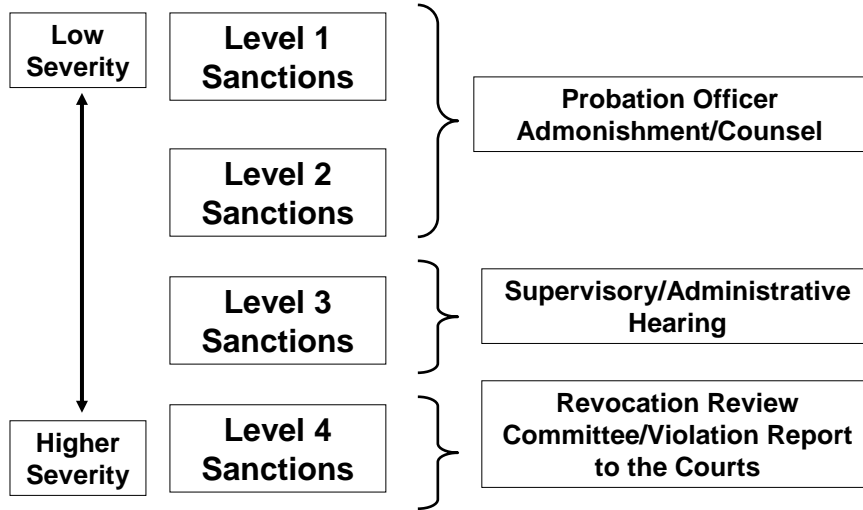 Low
Severity
Level 1
Sanctions
Probation Officer
Admonishment/Counsel
Level 2
Sanctions
Level 3
Sanctions
Supervisory/Administrative
Hearing
Higher
Severity
Level 4
Sanctions
Revocation Review
Committee/Violation Report
to the Courts